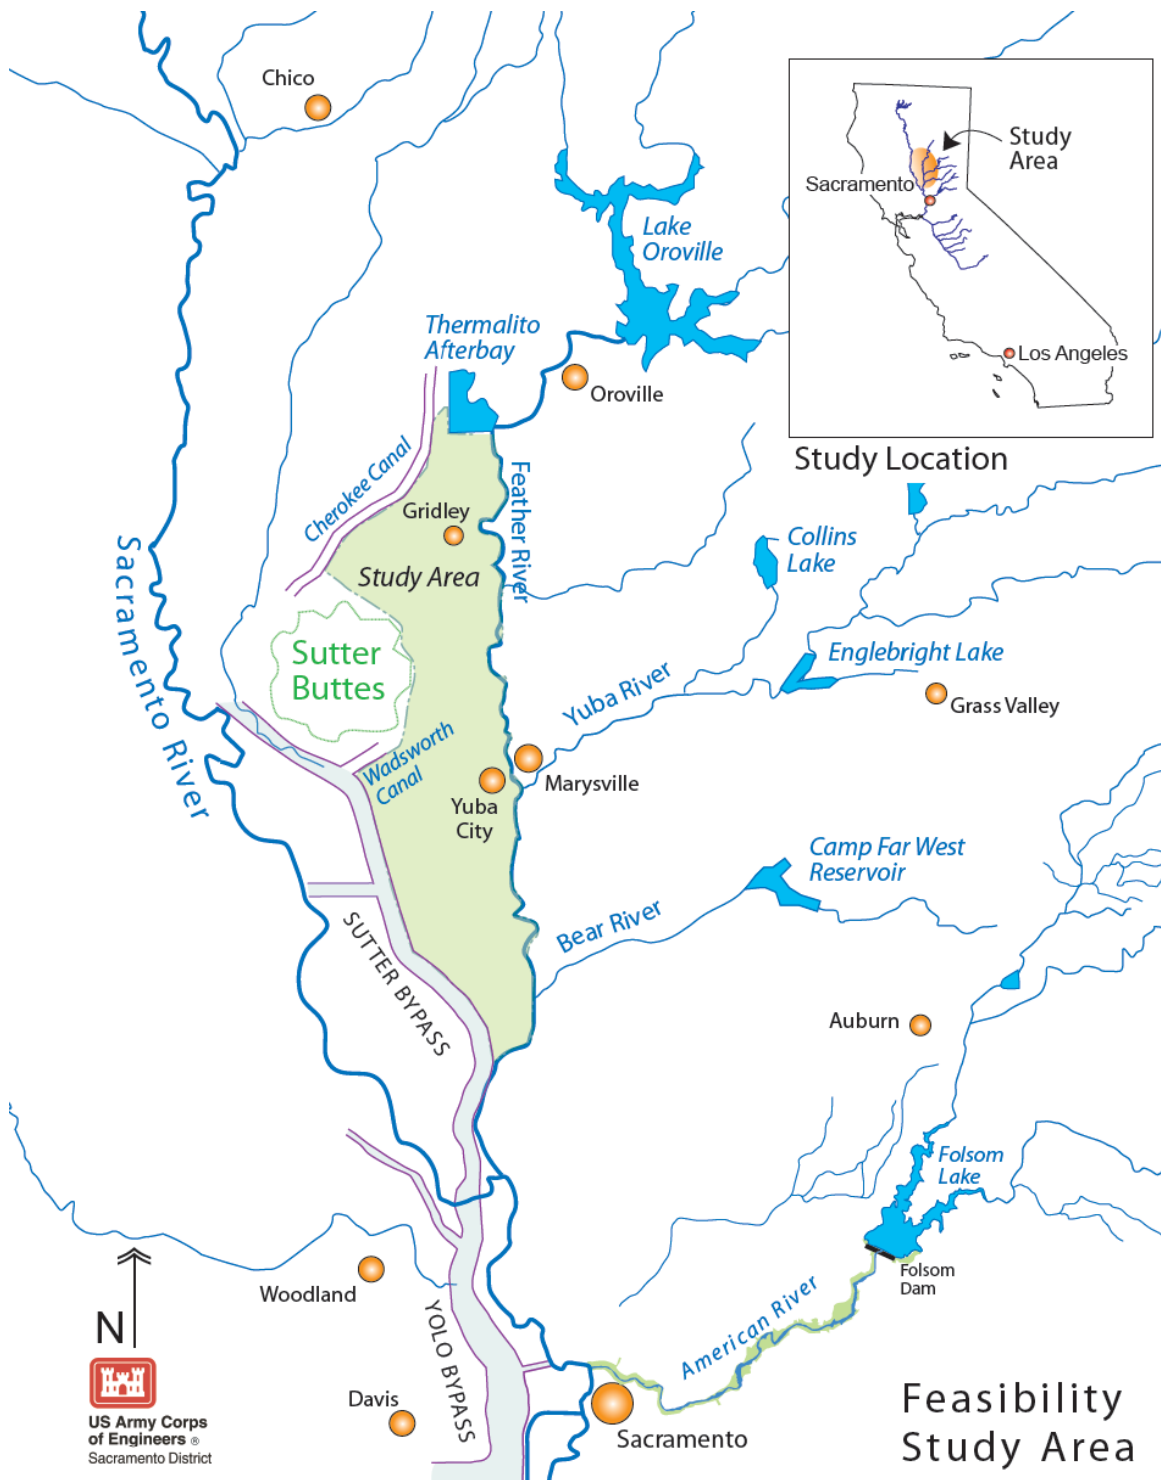 Chico
Study
Area
Sacramento
Los Angeles
Study Location
Lake
Oroville
Thermalito
Afterbay
Oroville
Cherokee Canal
Gridley
Feather River
Study Area
Collins
Lake
Sacramento River
Sutter
Buttes
Englebright Lake
Yuba River
Grass Valley
Wadsworth
Canal
Marysville
Yuba
City
Camp Far West
Reservoir
Bear River
SUTTER BYPASS
Auburn
Folsom
Lake
Folsom
Dam
Woodland
American River
YOLO BYPASS
N
Davis
Sacramento
US Army Corps
of Engineers ®
Sacramento District
Feasibility
Study Area